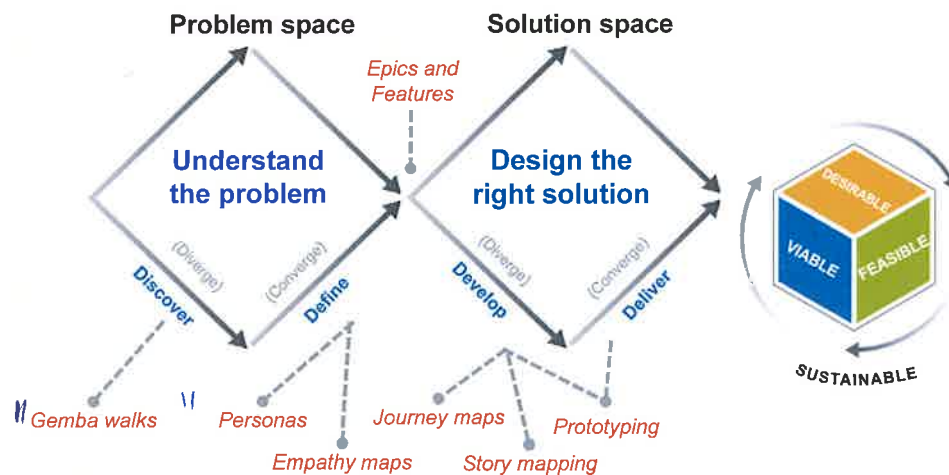 Problem space
Solution space
Epics and
Features
Understand
the problem
Design the
right solution
DESIRABLE
VIABLE
FEASIBLE
(Diverge)
(Converge)
(Diverge)
(Converge)
Discover
Define
Develop
Deliver
SUSTAINABLE
Gemba walks
Personas
Journey maps
Prototyping
Empathy maps
Story mapping